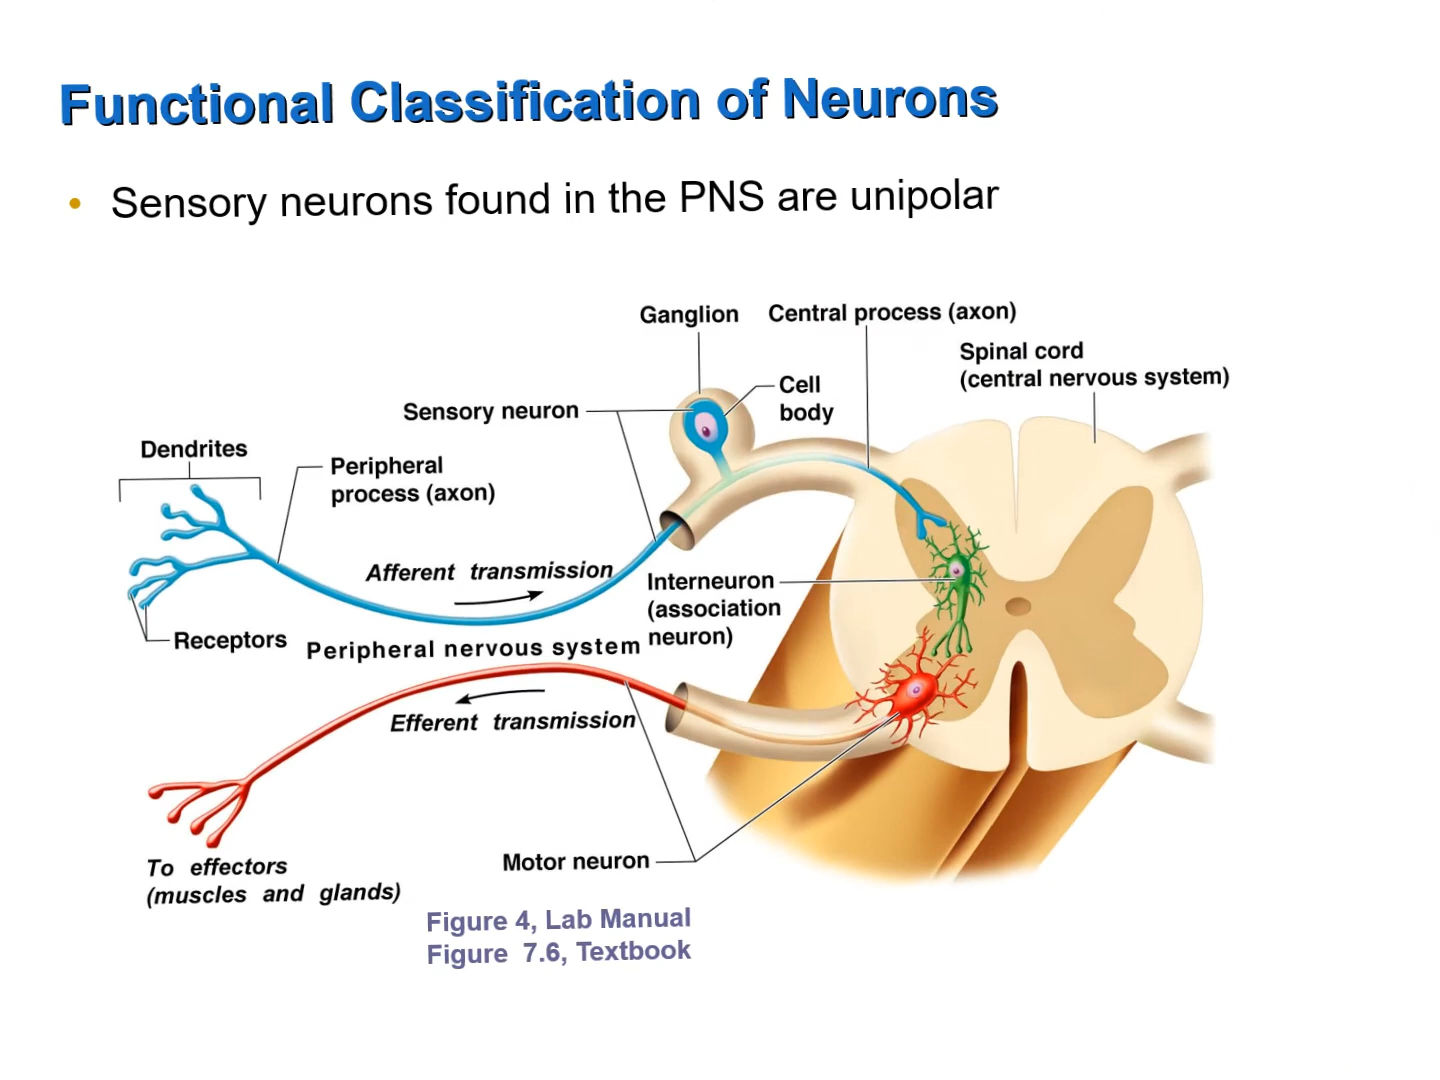 Functional Classification of Neurons
• Sensory neurons found in the PNS are unipolar
Ganglion
Central process (axon)
Spinal cord
(central nervous system)
Cell
body
Sensory neuron
Dendrites
Peripheral
process (axon)
Afferent transmission
Interneuron
(association
neuron)
Receptors
Peripheral nervous system
Efferent transmission
To effectors
(muscles and glands)
Motor neuron
Figure 4, Lab Manual
Figure 7.6, Textbook